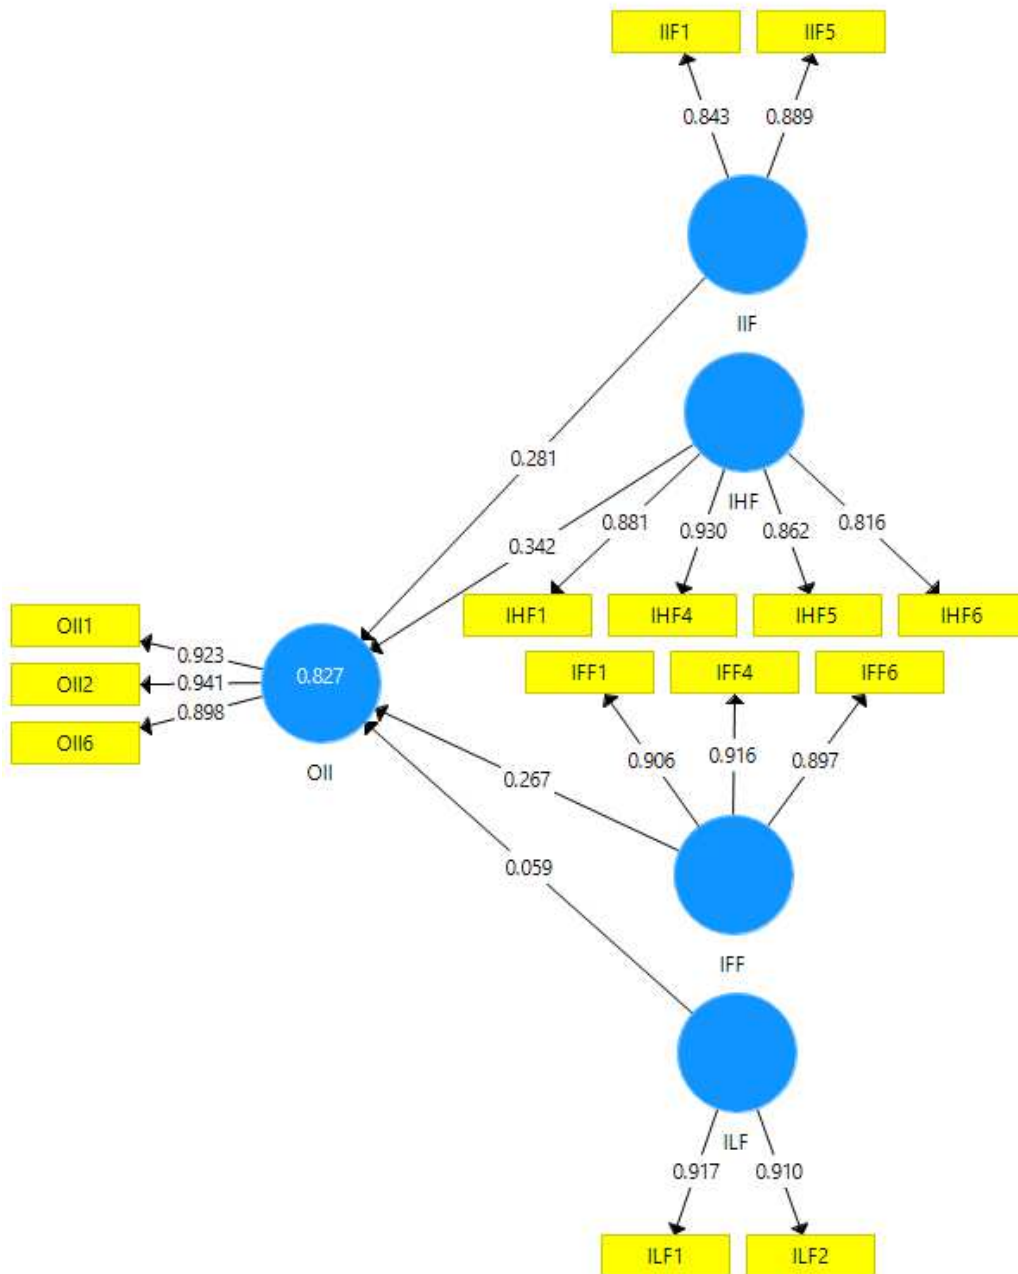 IIF1
IIF5
0.843
0.889
IIF
0.281
IHF
0.881
0.930
0.862
0.816
0.342
IHF1
IHF4
IHF5
IHF6
OII1
OII2
OII6
0.923
0.941
0.898
0.827
OII
IFF1
IFF4
IFF6
0.906
0.916
0.897
0.267
0.059
IFF
ILF
0.917
0.910
ILF1
ILF2